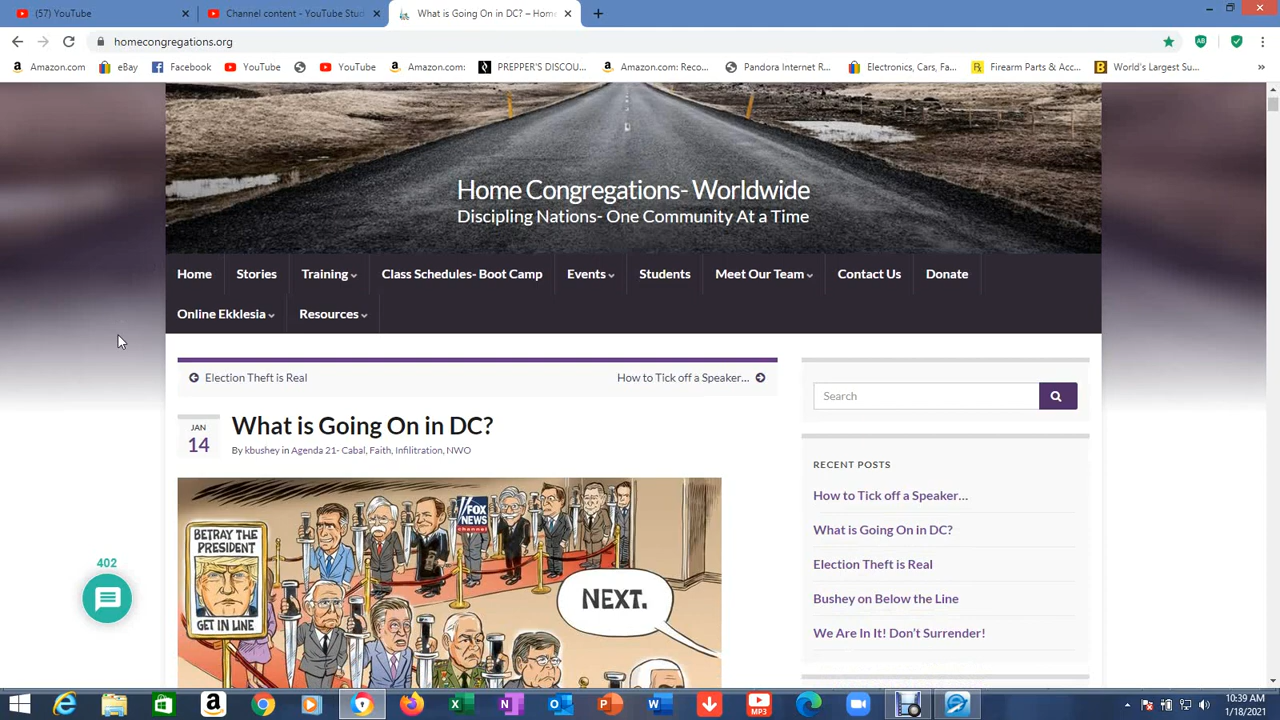 (57) YouTube
Channel content - YouTube Stud
What is Going On in DC? – Home
homecongregations.org
Amazon.com
eBay
Facebook
YouTube
YouTube
Amazon.com:
PREPPER'S DISCOU...
Amazon.com: Reco...
Pandora Internet R...
Electronics, Cars, Fa...
Firearm Parts & Acc...
World's Largest Su...
»
Home Congregations- Worldwide
Discipling Nations- One Community At a Time
Home
Stories
Training
Class Schedules- Boot Camp
Events
Students
Meet Our Team
Contact Us
Donate
Online Ekklesia
Resources
Election Theft is Real
How to Tick off a Speaker...
Search
JAN
14
What is Going On in DC?
By kbushey in Agenda 21- Cabal, Faith, Infilitration, NWO
RECENT POSTS
How to Tick off a Speaker...
What is Going On in DC?
Election Theft is Real
Bushey on Below the Line
We Are In It! Don't Surrender!
BETRAY THE
PRESIDENT
GET IN LINE
FOX
NEWS
channel
NEXT.
402
MP3
10:39 AM
1/18/2021